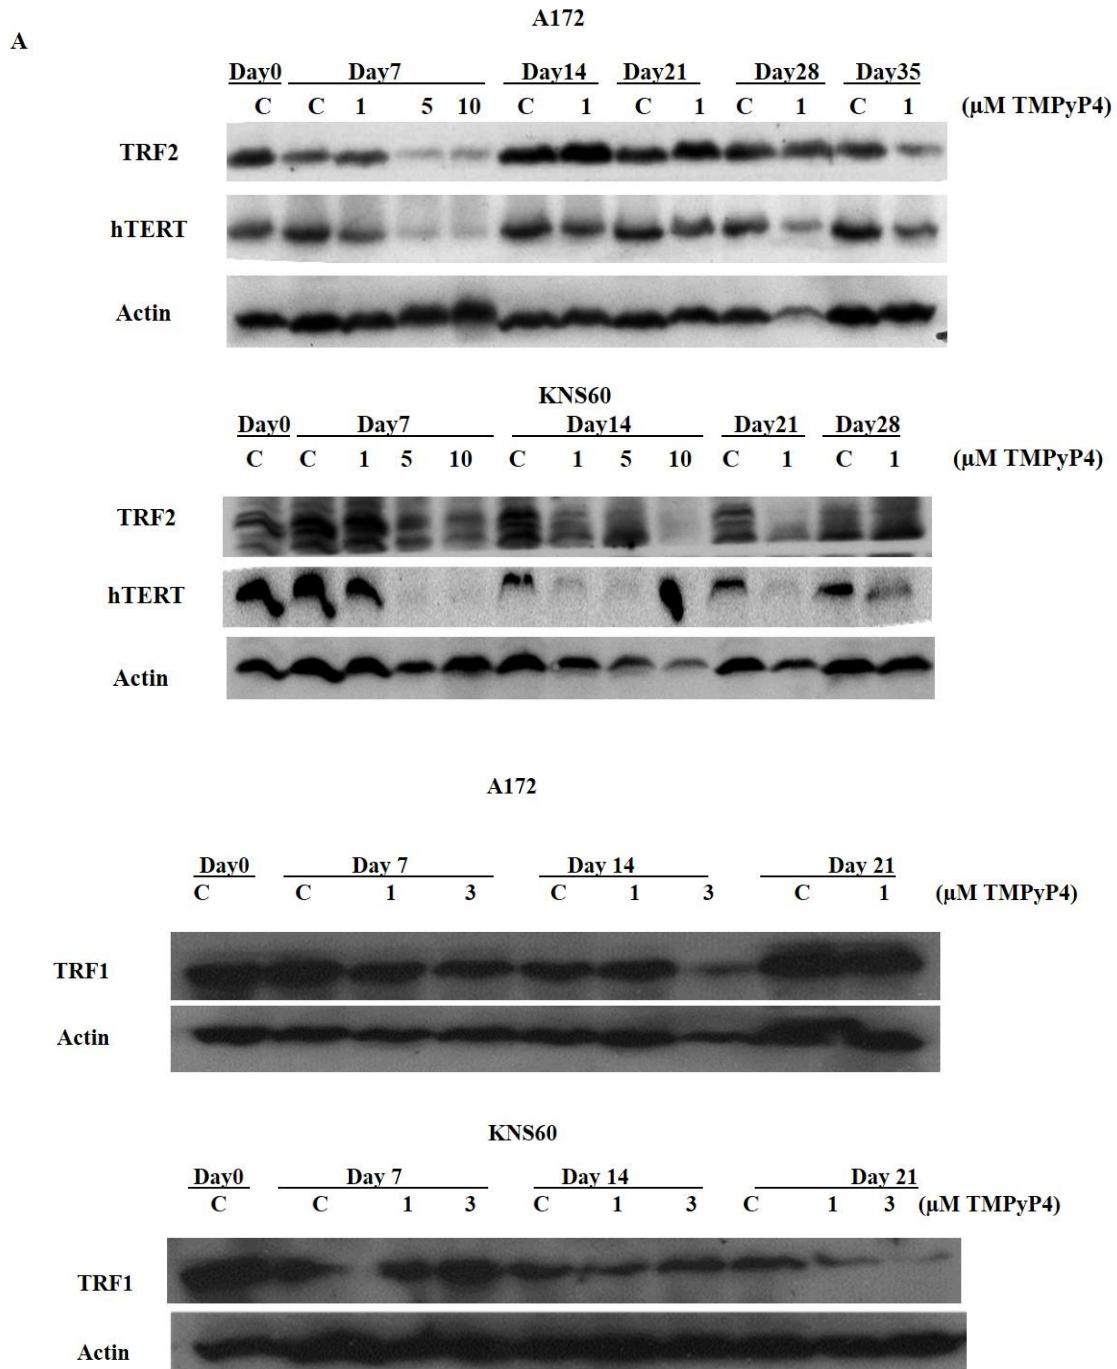 A172
A
Day0 Day7 Day14 Day21 Day28 Day35
C C 1 5 10 C 1 C 1 C 1 C 1 (μM TMPyP4)
TRF2
hTERT
Actin
KNS60
Day0 Day7 Day14 Day21 Day28
C C 1 5 10 C 1 5 10 C 1 C 1 (μM TMPyP4)
TRF2
hTERT
Actin
A172
Day0 Day 7 Day 14 Day 21
C C 1 3 C 1 3 C 1 (μM TMPyP4)
TRF1
Actin
KNS60
Day0 Day 7 Day 14 Day 21
C C 1 3 C 1 3 C 1 3 (μM TMPyP4)
TRF1
Actin